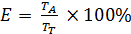 E = T_A / T_T × 100%